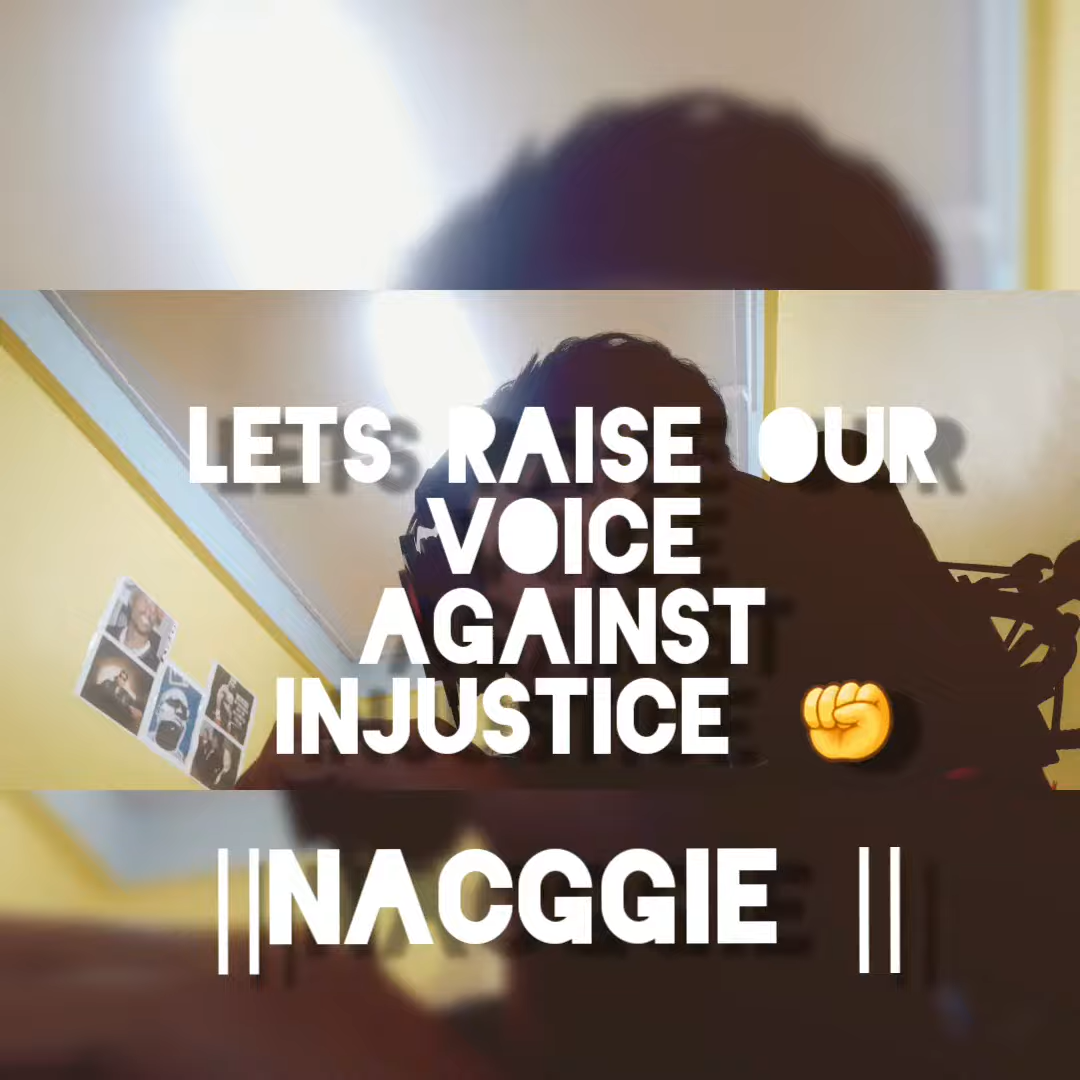 LETS RAISE OUR
VOICE
AGAINST
INJUSTICE ✊
||NACGGIE ||